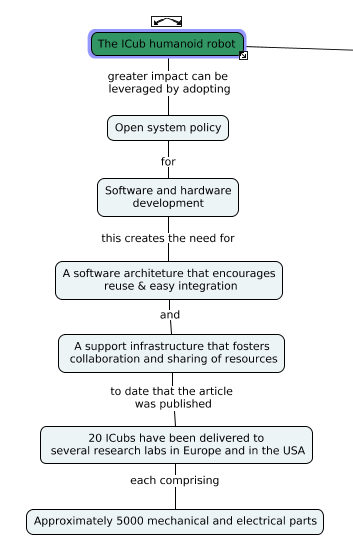 The ICub humanoid robot
greater impact can be
leveraged by adopting
Open system policy
for
Software and hardware
development
this creates the need for
A software architeture that encourages
reuse & easy integration
and
A support infrastructure that fosters
collaboration and sharing of resources
to date that the article
was published
20 ICubs have been delivered to
several research labs in Europe and in the USA
each comprising
Approximately 5000 mechanical and electrical parts